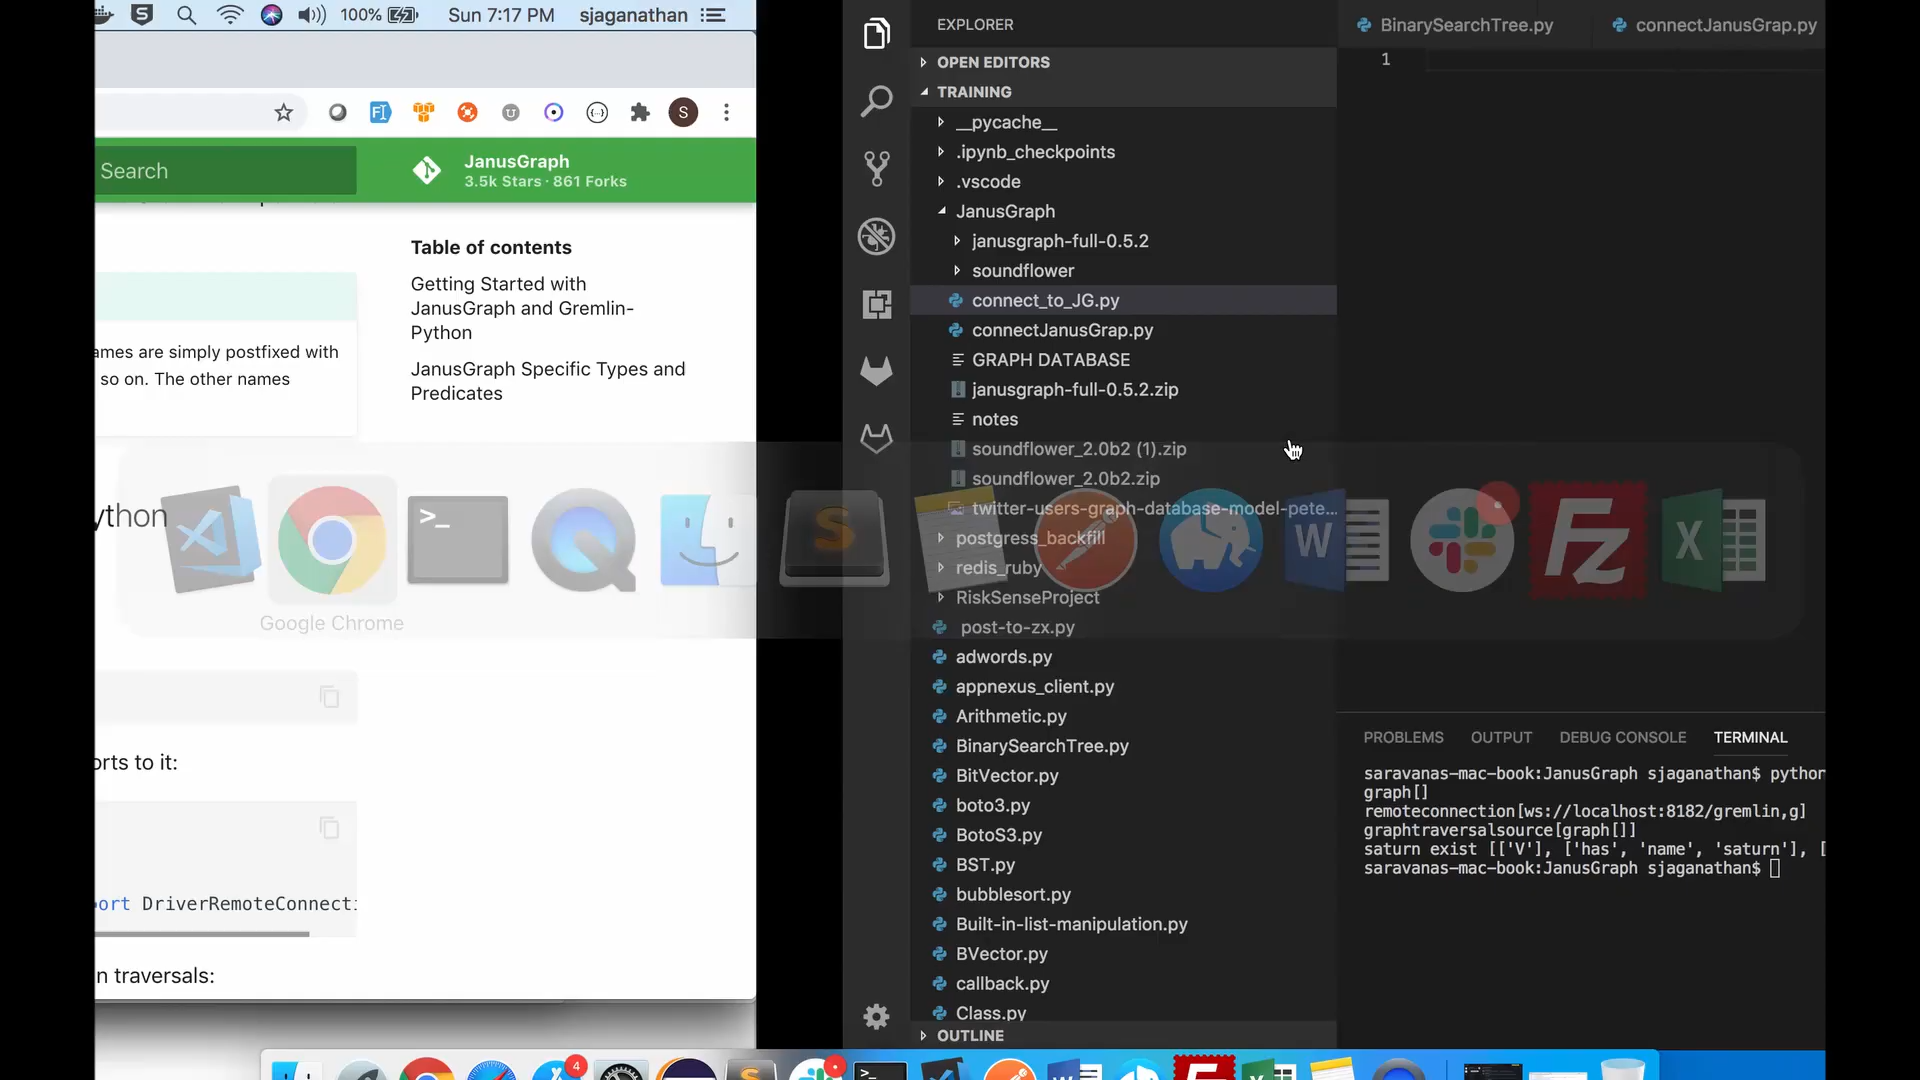 100%
Sun 7:17 PM
sjaganathan
S
Search
JanusGraph
3.5k Stars · 861 Forks
Table of contents
Getting Started with
JanusGraph and Gremlin-
Python
JanusGraph Specific Types and
Predicates
ames are simply postfixed with
so on. The other names
ython
Google Chrome
orts to it:
ort DriverRemoteConnect
n traversals:
EXPLORER
OPEN EDITORS
TRAINING
__pycache__
.ipynb_checkpoints
.vscode
JanusGraph
janusgraph-full-0.5.2
soundflower
connect_to_JG.py
connectJanusGrap.py
GRAPH DATABASE
janusgraph-full-0.5.2.zip
notes
soundflower_2.0b2 (1).zip
soundflower_2.0b2.zip
twitter-users-graph-database-model-pete...
postgress_backfill
redis_ruby
RiskSenseProject
post-to-zx.py
adwords.py
appnexus_client.py
Arithmetic.py
BinarySearchTree.py
BitVector.py
boto3.py
BotoS3.py
BST.py
bubblesort.py
Built-in-list-manipulation.py
BVector.py
callback.py
Class.py
OUTLINE
BinarySearchTree.py
connectJanusGrap.py
1
PROBLEMS OUTPUT DEBUG CONSOLE TERMINAL
saravanas-mac-book:JanusGraph sjaganathan$ python
graph[]
remoteconnection[ws://localhost:8182/gremlin,g]
graphtraversalsource[graph[]]
saturn exist [['V'], ['has', 'name', 'saturn'], [
saravanas-mac-book:JanusGraph sjaganathan$
4